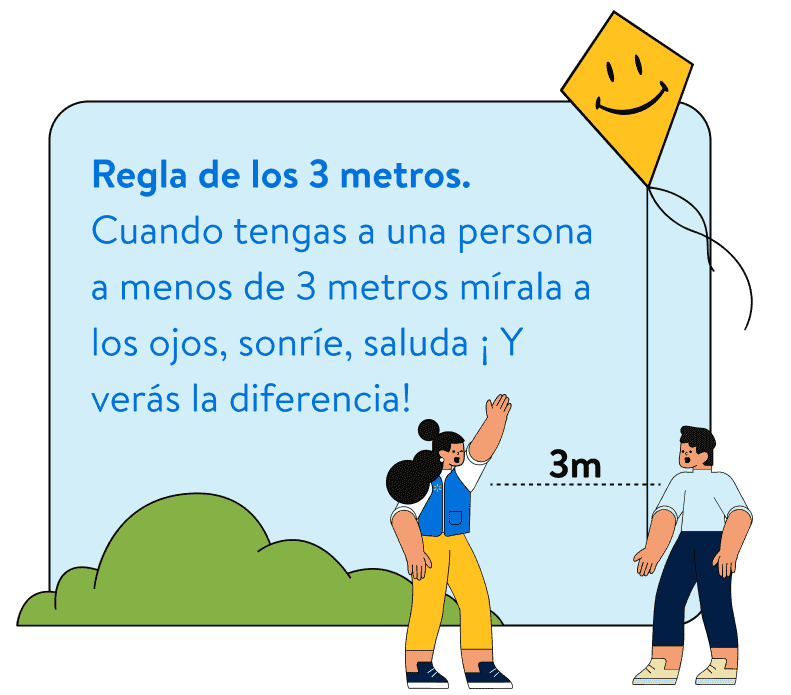 Regla de los 3 metros.
Cuando tengas a una persona
a menos de 3 metros mírala a
los ojos, sonríe, saluda ¡ Y
verás la diferencia!
3m